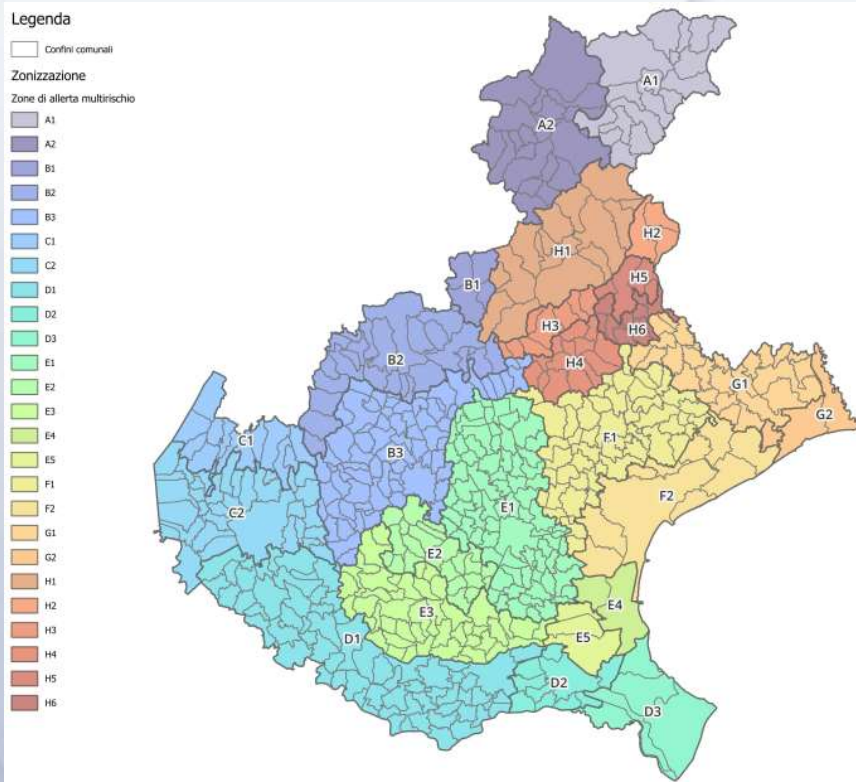 Legenda
Confini comunali
Zonizzazione
Zone di allerta multirischio
A1
A2
B1
B2
B3
C1
C2
D1
D2
D3
E1
E2
E3
E4
E5
F1
F2
G1
G2
H1
H2
H3
H4
H5
H6
A1
A2
H2
H1
H5
B1
H3
H6
B2
H4
G1
G2
C1
F1
B3
F2
C2
E1
E2
E4
E3
E5
D1
D2
D3